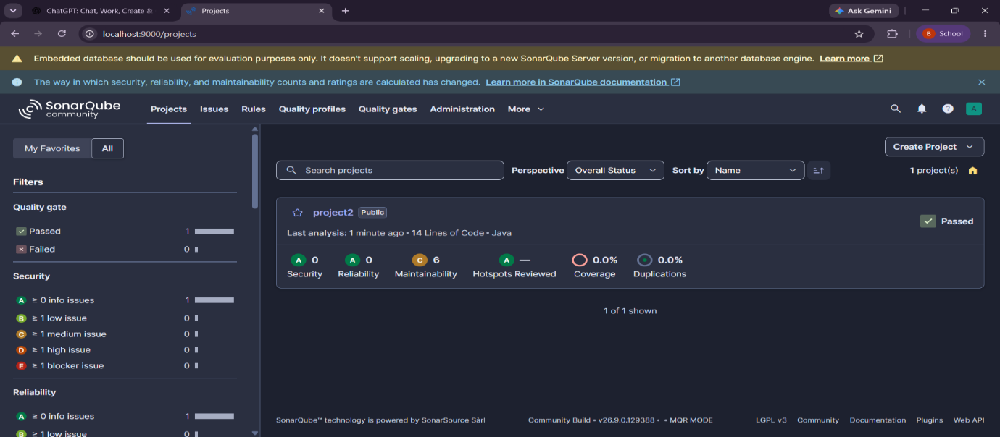 ChatGPT: Chat, Work, Create &
Projects
Ask Gemini
localhost:9000/projects
B School
Embedded database should be used for evaluation purposes only. It doesn't support scaling, upgrading to a new SonarQube Server version, or migration to another database engine. Learn more
The way in which security, reliability, and maintainability counts and ratings are calculated has changed. Learn more in SonarQube documentation
SonarQube community
Projects Issues Rules Quality profiles Quality gates Administration More
? A
My Favorites All
Filters
Quality gate
Passed 1
Failed 0
Security
A ≥ 0 info issues 1
B ≥ 1 low issue 0
C ≥ 1 medium issue 0
D ≥ 1 high issue 0
E ≥ 1 blocker issue 0
Reliability
A ≥ 0 info issues 1
B ≥ 1 low issue 0
Create Project
Search projects Perspective Overall Status Sort by Name 1 project(s)
project2 Public
Passed
Last analysis: 1 minute ago • 14 Lines of Code • Java
A 0 A 0 C 6 A — 0.0% 0.0%
Security Reliability Maintainability Hotspots Reviewed Coverage Duplications
1 of 1 shown
SonarQube™ technology is powered by SonarSource Sàrl Community Build • v26.9.0.129388 • • MQR MODE LGPL v3 Community Documentation Plugins Web API